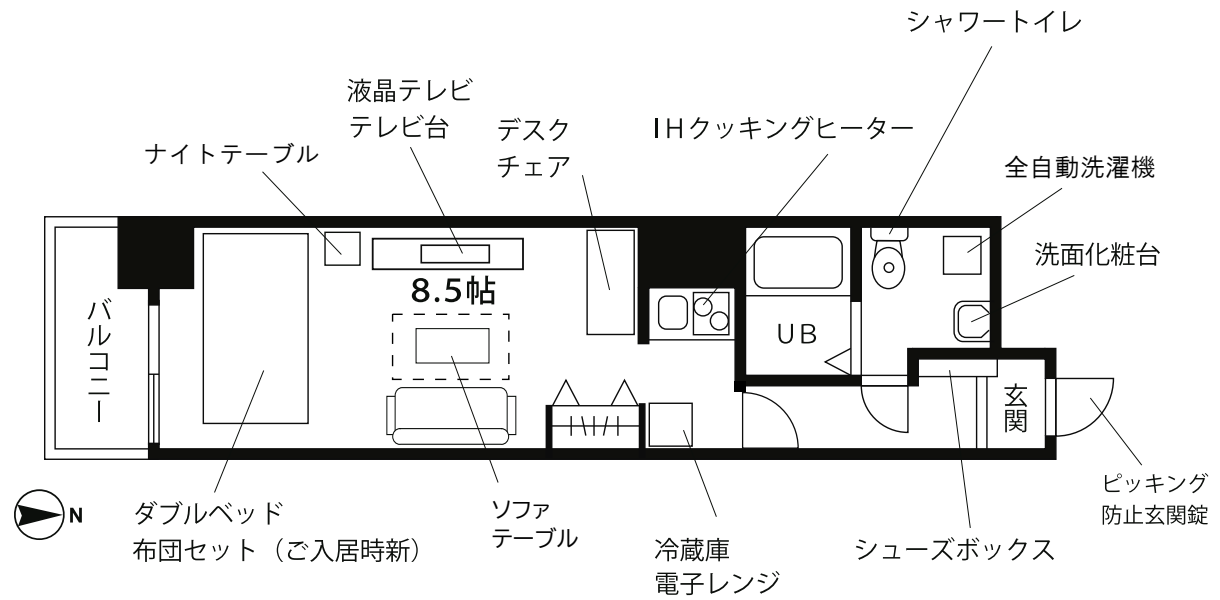 シャワートイレ
液晶テレビ
テレビ台
デスク
チェア
IHクッキングヒーター
ナイトテーブル
全自動洗濯機
洗面化粧台
8.5帖
バルコニー
UB
玄関
N
ダブルベッド
布団セット(ご入居時新)
ソファ
テーブル
冷蔵庫
電子レンジ
シューズボックス
ピッキング
防止玄関錠